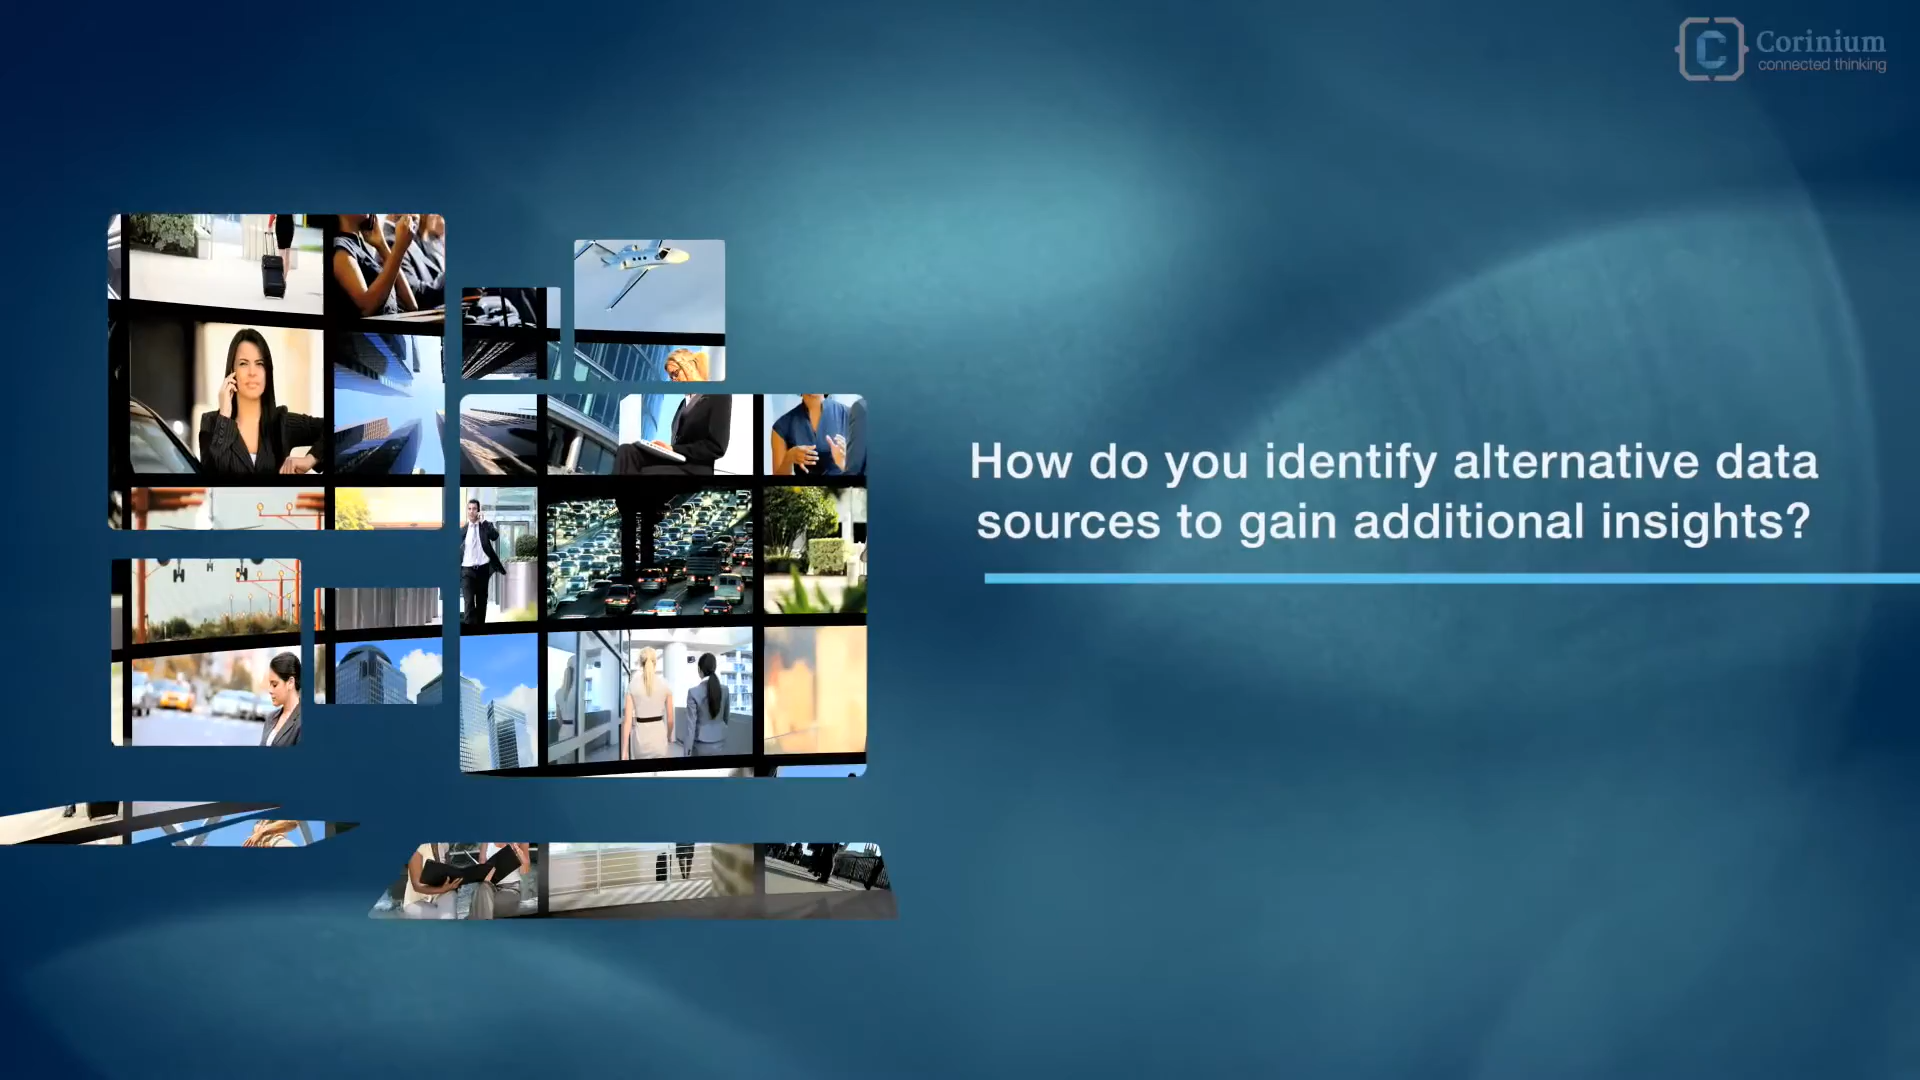 Corinium
connected thinking
How do you identify alternative data
sources to gain additional insights?